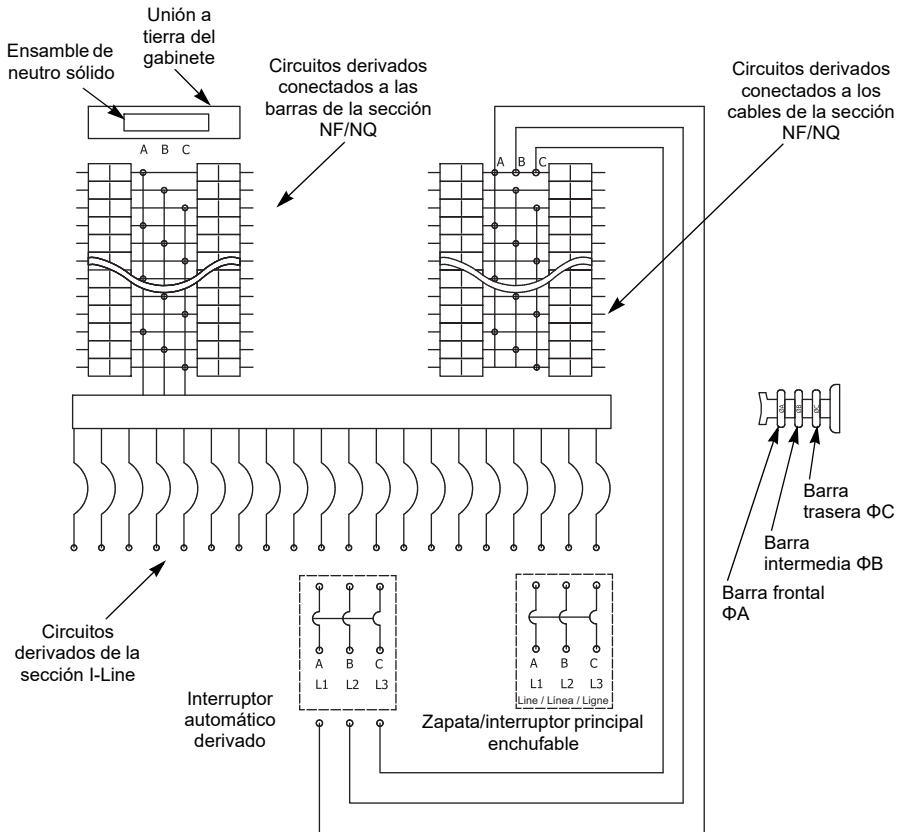 Unión a
tierra del
gabinete
Ensamble de
neutro sólido
Circuitos derivados
conectados a las
barras de la sección
NF/NQ
Circuitos derivados
conectados a los
cables de la sección
NF/NQ
A B C
A B C
ΦA ΦB ΦC
Barra
trasera ΦC
Barra
intermedia ΦB
Barra frontal
ΦA
Circuitos
derivados de la
sección I-Line
Interruptor
automático
derivado
A B C
L1 L2 L3
A B C
L1 L2 L3
Line / Línea / Ligne
Zapata/interruptor principal
enchufable